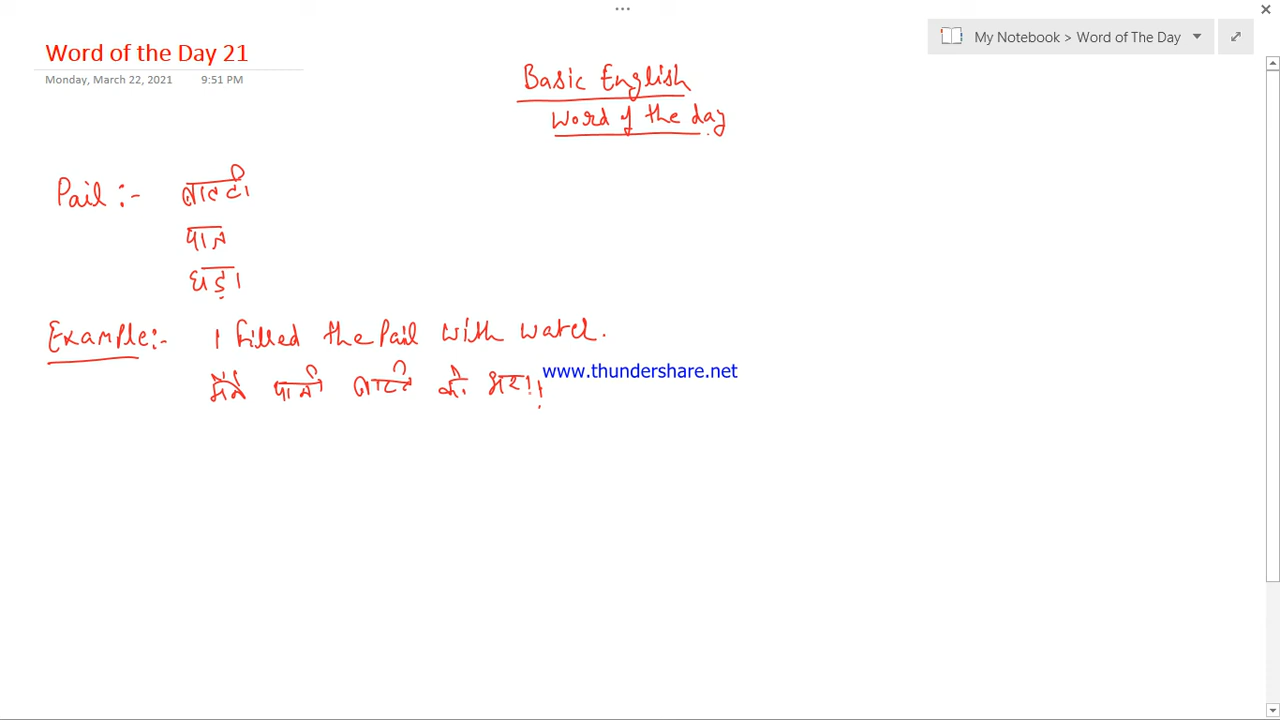 My Notebook > Word of The Day
Word of the Day 21
Monday, March 22, 2021 9:51 PM
Basic English
Word of the day
Pail :- बाल्टी
पात्र
घड़ा
Example:- I filled the Pail with water.
मैंने पानी बाल्टी को भरा।
www.thundershare.net